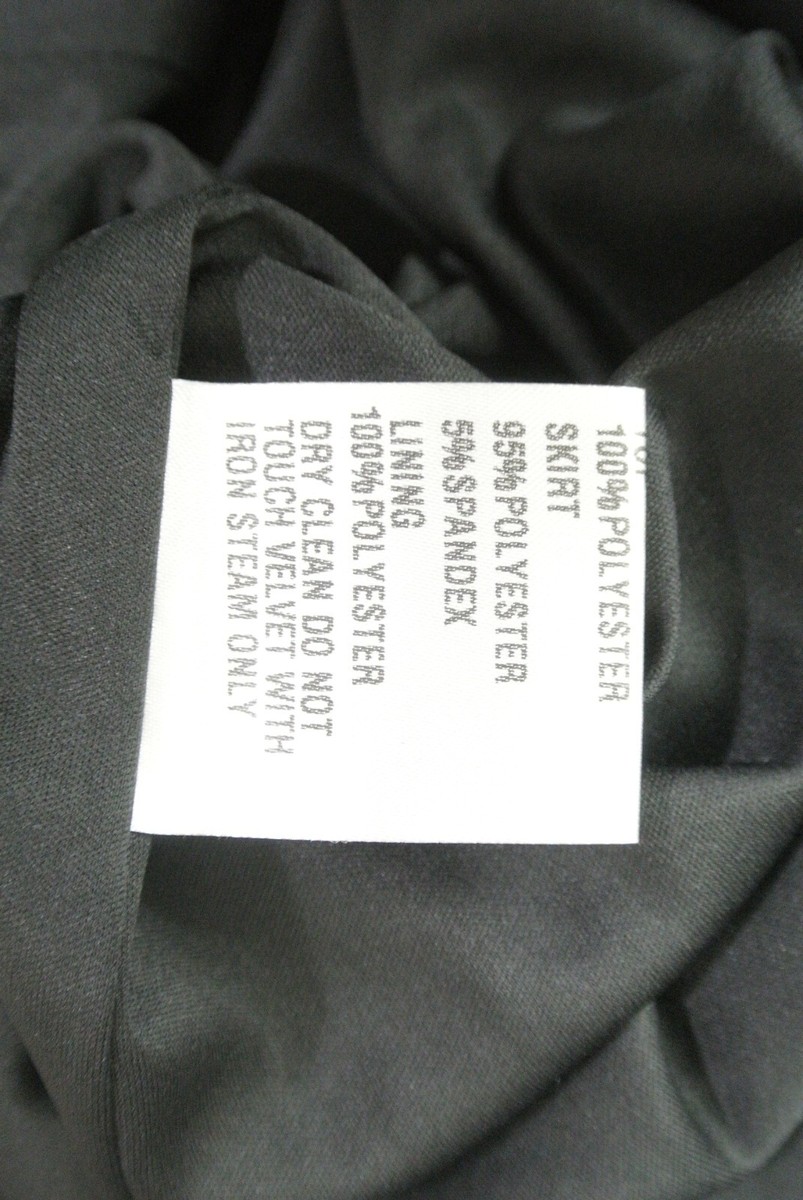 100%POLYESTER
SKIRT
95%POLYESTER
5%SPANDEX
LINING
100%POLYESTER
DRY CLEAN DO NOT
TOUCH VELVET WITH
IRON STEAM ONLY